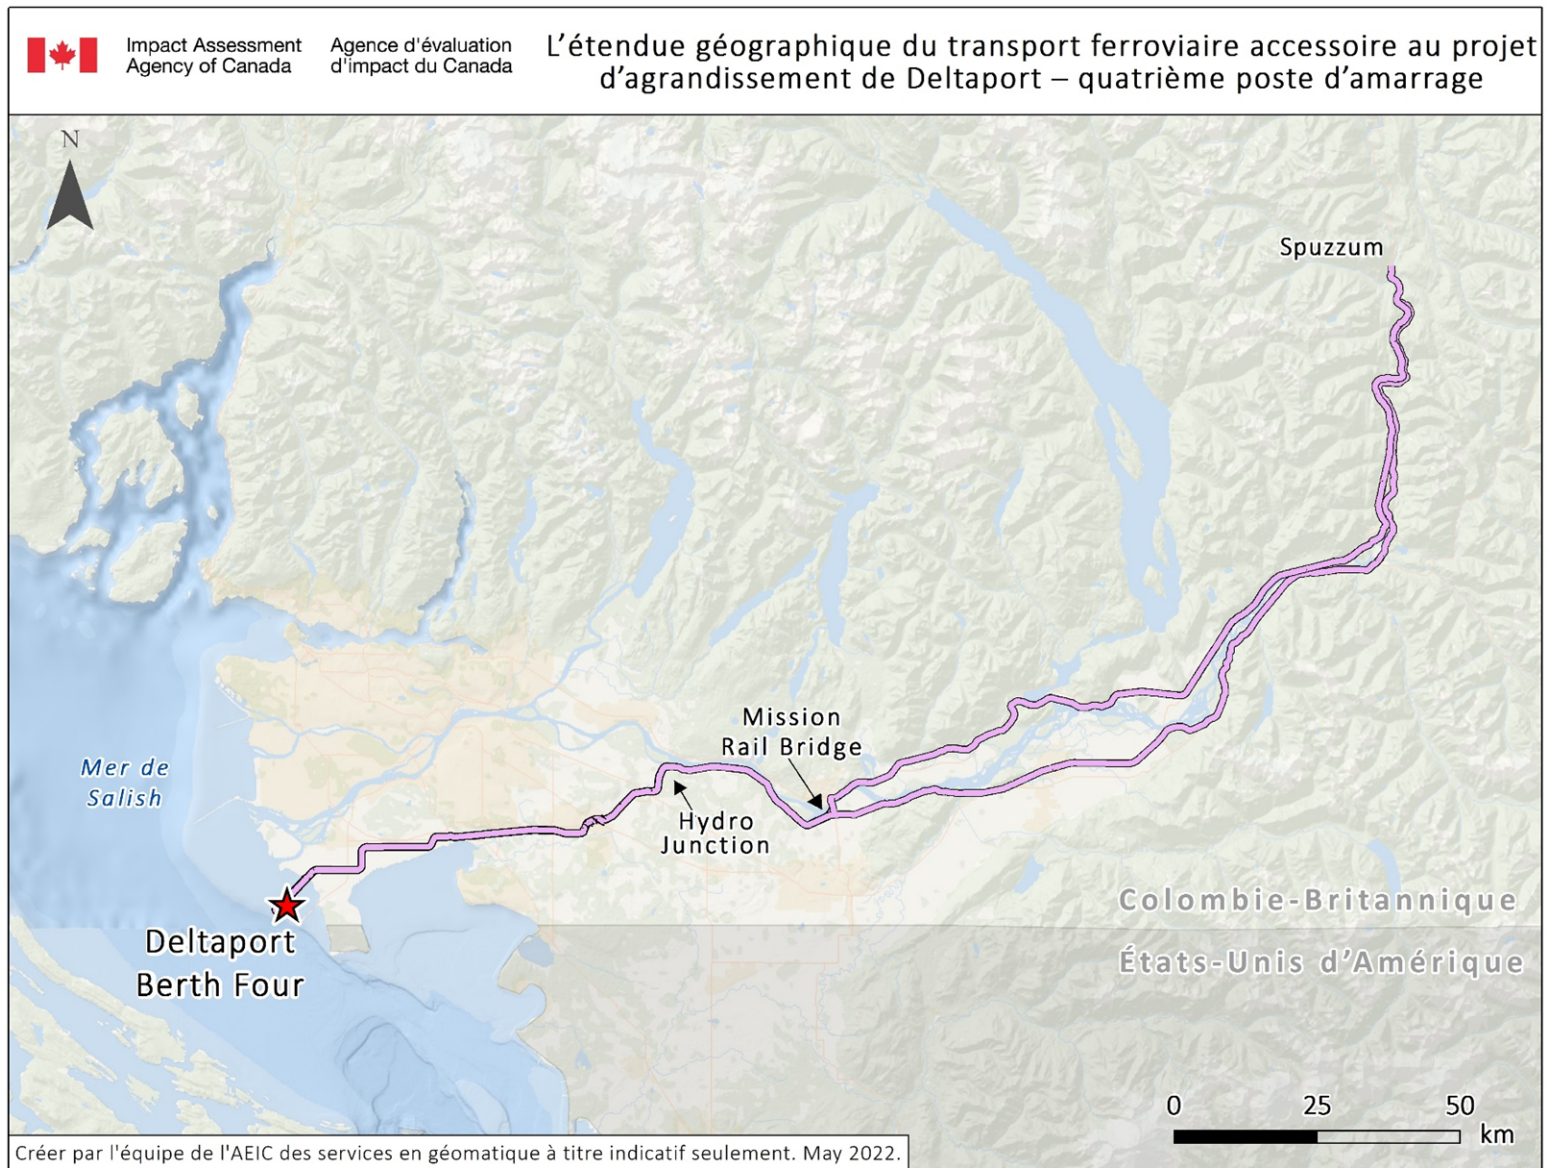 Impact Assessment
Agency of Canada
Agence d'évaluation
d'impact du Canada
L’étendue géographique du transport ferroviaire accessoire au projet
d’agrandissement de Deltaport – quatrième poste d’amarrage
N
Spuzzum
Mission
Rail Bridge
Mer de
Salish
Hydro
Junction
Colombie-Britannique
Deltaport
Berth Four
États-Unis d’Amérique
0 25 50
km
Créer par l'équipe de l'AEIC des services en géomatique à titre indicatif seulement. May 2022.